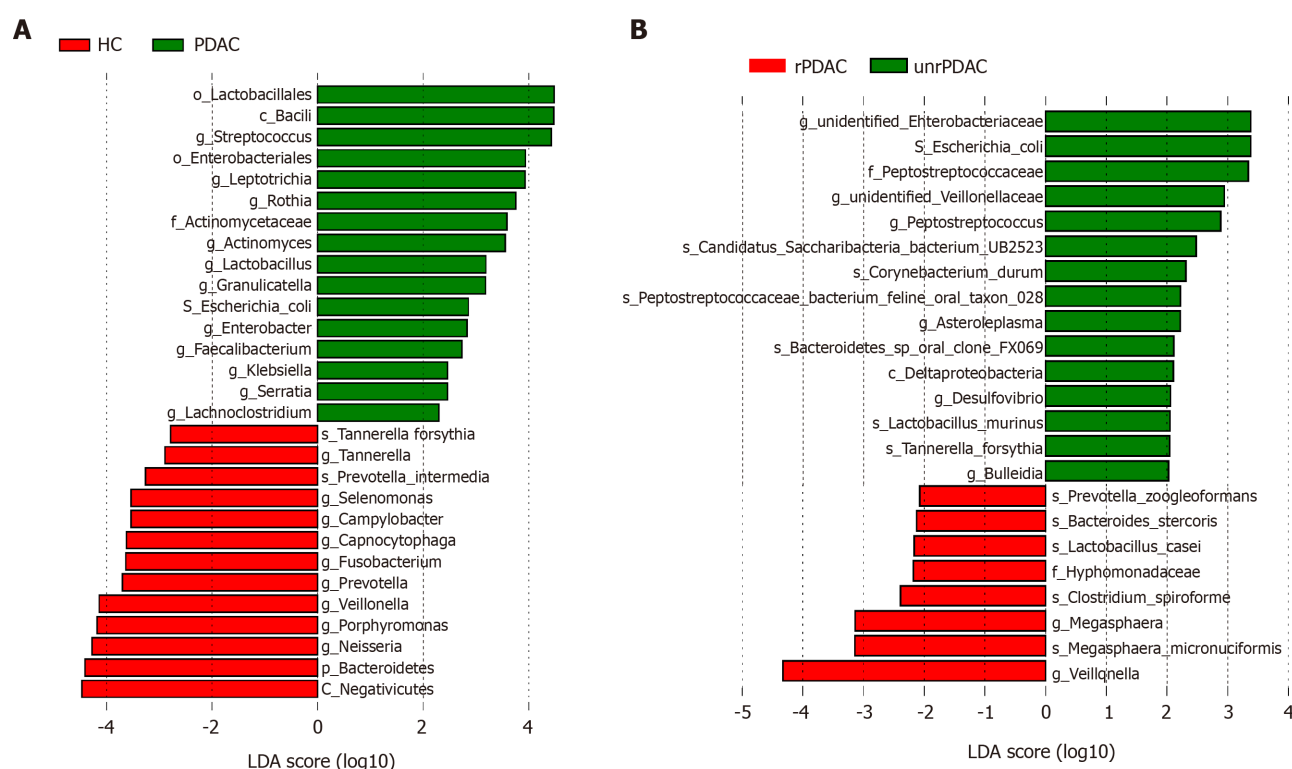 A
HC PDAC
o_Lactobacillales
c_Bacili
g_Streptococcus
o_Enterobacteriales
g_Leptotrichia
g_Rothia
f_Actinomycetaceae
g_Actinomyces
g_Lactobacillus
g_Granulicatella
S_Escherichia_coli
g_Enterobacter
g_Faecalibacterium
g_Klebsiella
g_Serratia
g_Lachnoclostridium
s_Tannerella forsythia
g_Tannerella
s_Prevotella_intermedia
g_Selenomonas
g_Campylobacter
g_Capnocytophaga
g_Fusobacterium
g_Prevotella
g_Veillonella
g_Porphyromonas
g_Neisseria
p_Bacteroidetes
C_Negativicutes
-4 -2 0 2 4
LDA score (log10)
B
rPDAC unrPDAC
g_unidentified_Ehterobacteriaceae
S_Escherichia_coli
f_Peptostreptococcaceae
g_unidentified_Veillonellaceae
g_Peptostreptococcus
s_Candidatus_Saccharibacteria_bacterium_UB2523
s_Corynebacterium_durum
s_Peptostreptococcaceae_bacterium_feline_oral_taxon_028
g_Asteroleplasma
s_Bacteroidetes_sp_oral_clone_FX069
c_Deltaproteobacteria
g_Desulfovibrio
s_Lactobacillus_murinus
s_Tannerella_forsythia
g_Bulleidia
s_Prevotella_zoogleoformans
s_Bacteroides_stercoris
s_Lactobacillus_casei
f_Hyphomonadaceae
s_Clostridium_spiroforme
g_Megasphaera
s_Megasphaera_micronuciformis
g_Veillonella
-5 -4 -3 -2 -1 0 1 2 3 4
LDA score (log10)